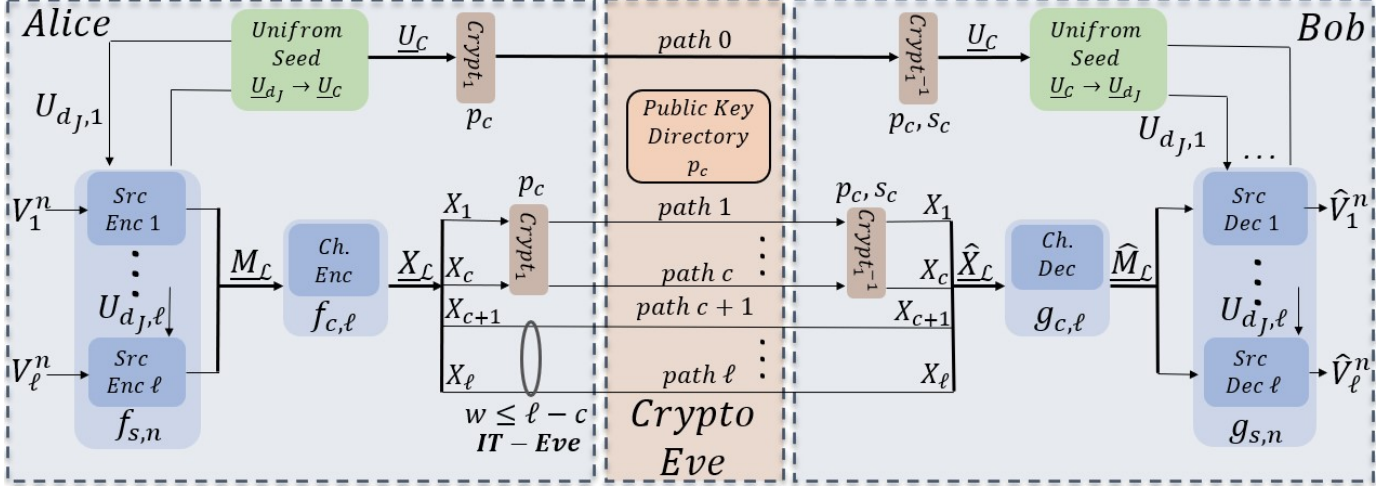 Alice
Unifrom
Seed
U_{d_J} → U_C
U_C
Crypt_1
p_c
path 0
Crypt_1^{-1}
p_c, s_c
U_C
Unifrom
Seed
U_C → U_{d_J}
Bob
U_{d_J,1}
Public Key
Directory
p_c
U_{d_J,1}
...
V_1^n
Src
Enc 1
M_L
Ch.
Enc
f_{c,ℓ}
X_L
X_1
X_c
X_{c+1}
X_ℓ
p_c
Crypt_1
path 1
path c
path c + 1
path ℓ
p_c, s_c
Crypt_1^{-1}
X_1
X_c
X_{c+1}
X_ℓ
X̂_L
Ch.
Dec
g_{c,ℓ}
M̂_L
Src
Dec 1
V̂_1^n
U_{d_J,ℓ}
V_ℓ^n
Src
Enc ℓ
f_{s,n}
w ≤ ℓ − c
IT − Eve
Crypto
Eve
U_{d_J,ℓ}
Src
Dec ℓ
V̂_ℓ^n
g_{s,n}